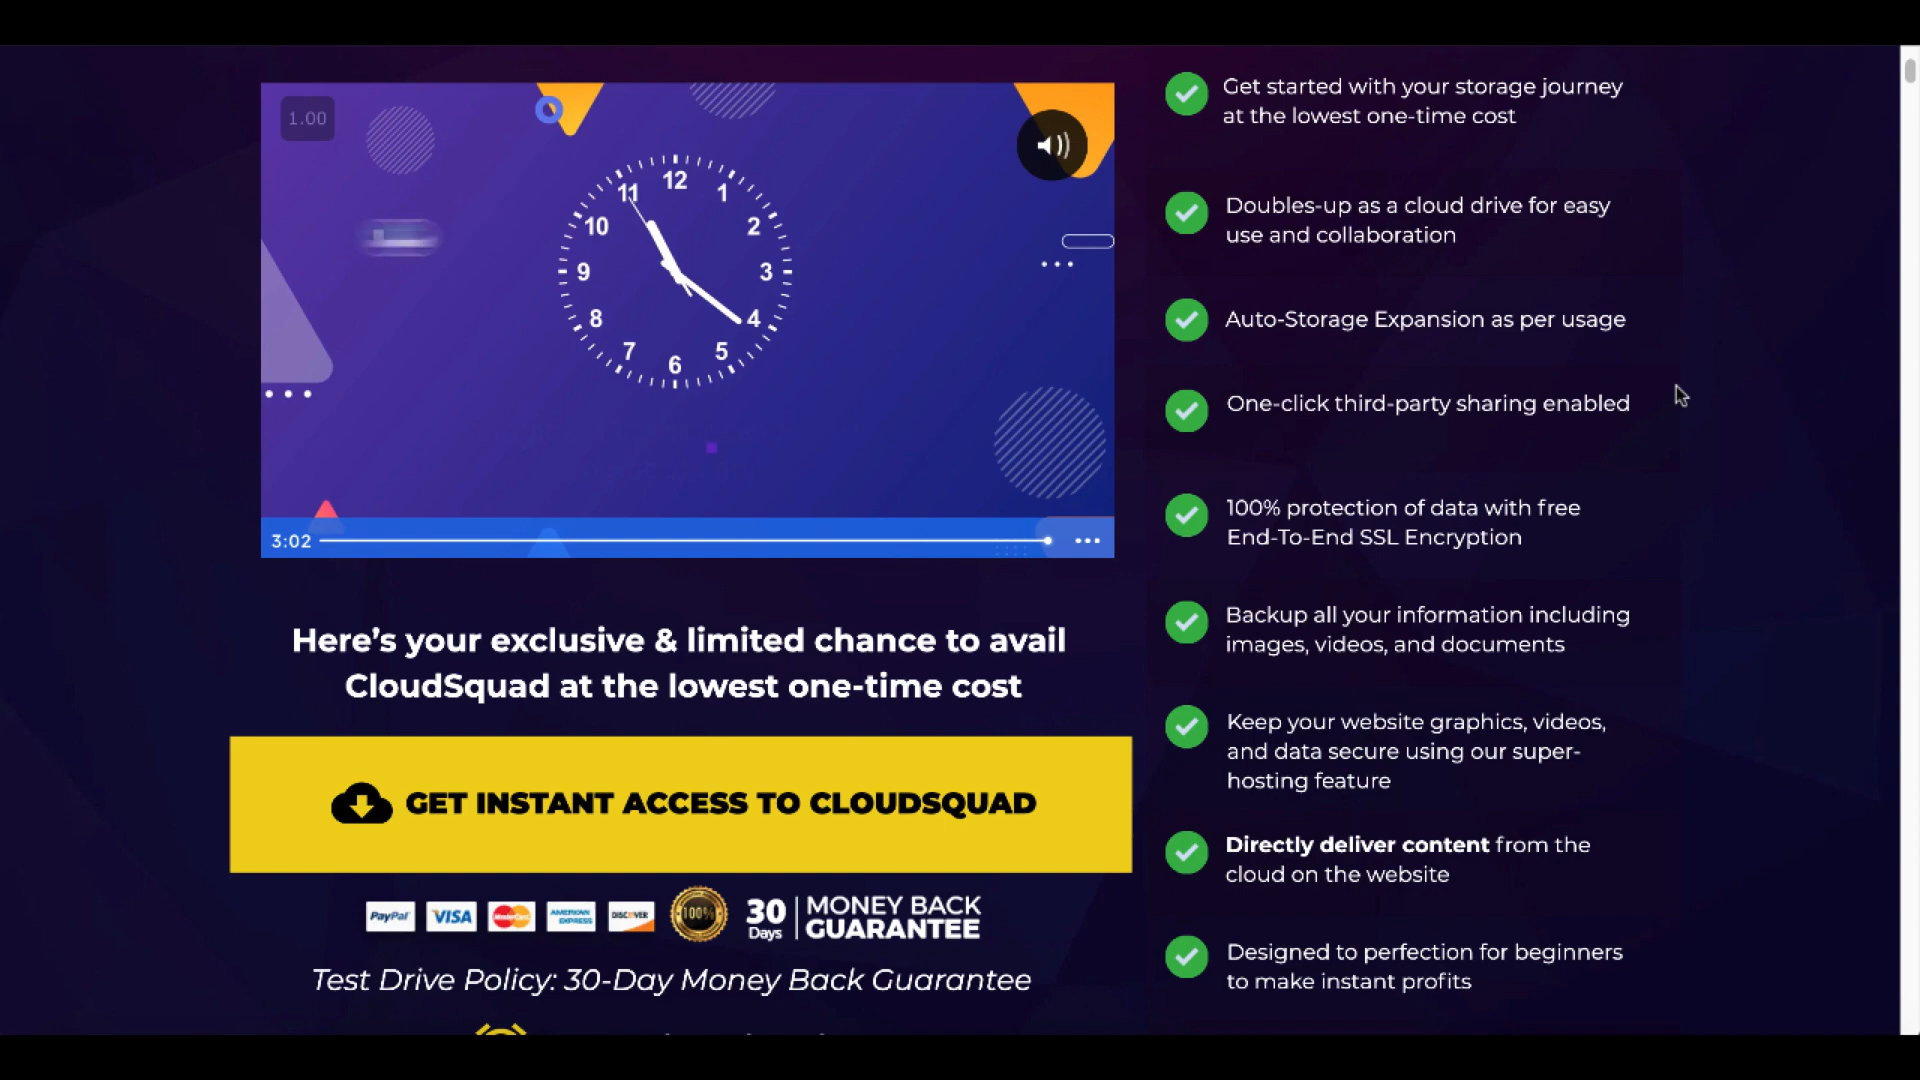 1.00
12
11
1
10
2
9
3
8
4
7
5
6
3:02
Here's your exclusive & limited chance to avail
CloudSquad at the lowest one-time cost
GET INSTANT ACCESS TO CLOUDSQUAD
PayPal VISA MasterCard AMERICAN EXPRESS DISCOVER 100% 30 Days MONEY BACK GUARANTEE
Test Drive Policy: 30-Day Money Back Guarantee
Get started with your storage journey
at the lowest one-time cost
Doubles-up as a cloud drive for easy
use and collaboration
Auto-Storage Expansion as per usage
One-click third-party sharing enabled
100% protection of data with free
End-To-End SSL Encryption
Backup all your information including
images, videos, and documents
Keep your website graphics, videos,
and data secure using our super-
hosting feature
Directly deliver content from the
cloud on the website
Designed to perfection for beginners
to make instant profits